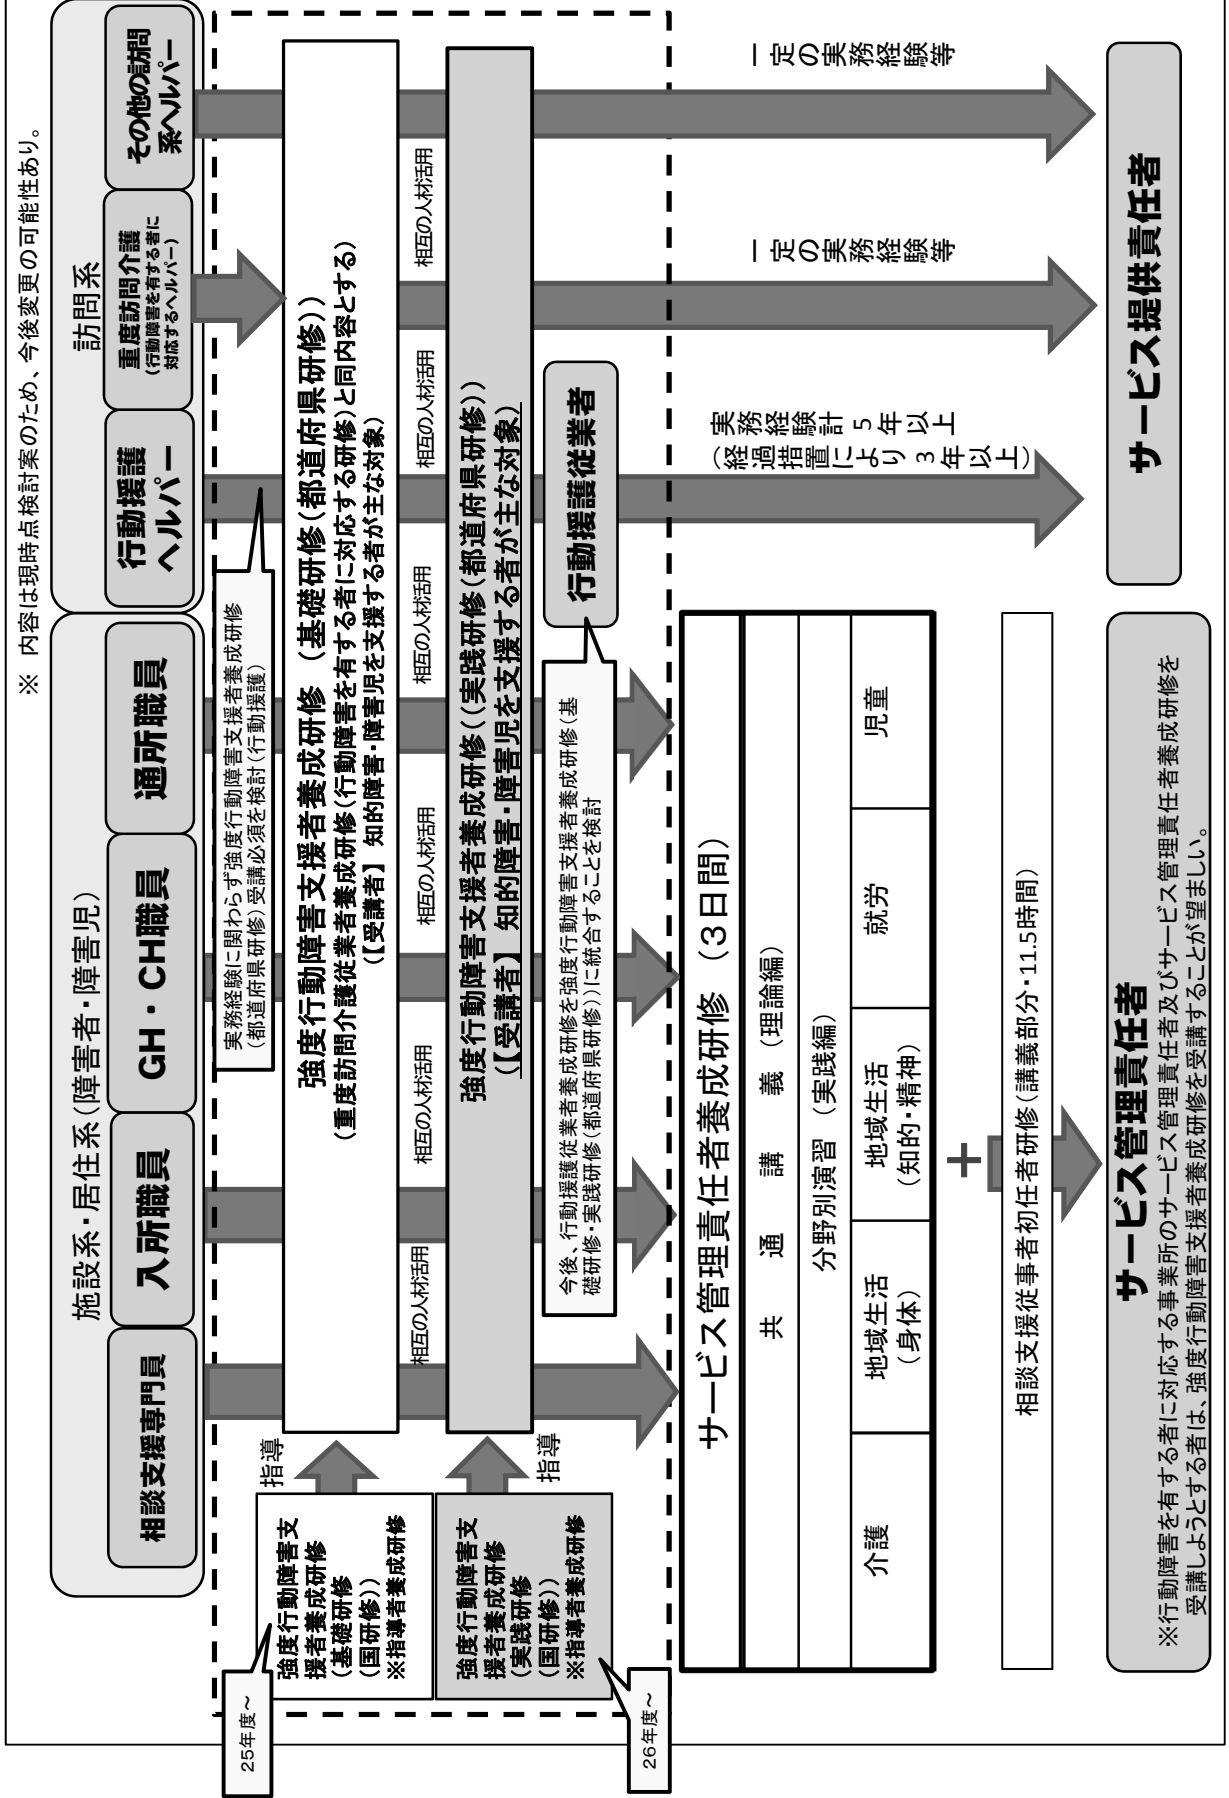 ※ 内容は現時点検討案のため、今後変更の可能性あり。
施設系・居住系(障害者・障害児)
訪問系
相談支援専門員
入所職員
GH・CH職員
通所職員
行動援護
ヘルパー
重度訪問介護
(行動障害を有する者に
対応するヘルパー)
その他の訪問
系ヘルパー
25年度～
実務経験に関わらず強度行動障害支援者養成研修
(都道府県研修)受講必須を検討(行動援護)
強度行動障害支
援者養成研修
(基礎研修
(国研修))
※指導者養成研修
指導
強度行動障害支援者養成研修 (基礎研修(都道府県研修))
(重度訪問介護従業者養成研修(行動障害を有する者に対応する研修)と同内容とする)
(【受講者】 知的障害・障害児を支援する者が主な対象)
相互の人材活用
相互の人材活用
相互の人材活用
相互の人材活用
相互の人材活用
相互の人材活用
強度行動障害支
援者養成研修
(実践研修
(国研修))
※指導者養成研修
指導
強度行動障害支援者養成研修((実践研修(都道府県研修))
(【受講者】 知的障害・障害児を支援する者が主な対象)
26年度～
今後、行動援護従業者養成研修を強度行動障害支援者養成研修(基
礎研修・実践研修(都道府県研修))に統合することを検討
行動援護従業者
サービス管理責任者養成研修 (3日間)
共 通 講 義 (理論編)
分野別演習 (実践編)
介護
地域生活
(身体)
地域生活
(知的・精神)
就労
児童
実務経験計 5 年以上
(経過措置により 3 年以上)
一定の実務経験等
一定の実務経験等
+
相談支援従事者初任者研修(講義部分・11.5時間)
サービス管理責任者
※行動障害を有する者に対応する事業所のサービス管理責任者及びサービス管理責任者養成研修を
受講しようとする者は、強度行動障害支援者養成研修を受講することが望ましい。
サービス提供責任者